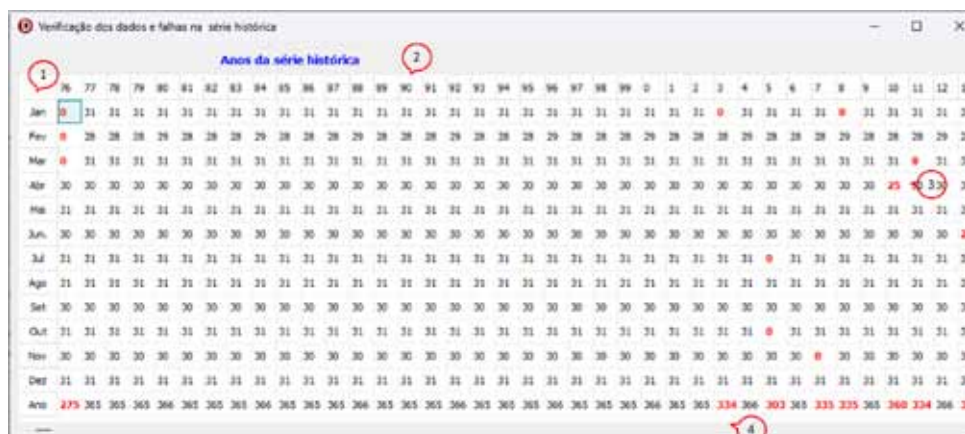 Verificação dos dados e falhas na série histórica
Anos da série histórica
2
1
76 77 78 79 80 81 82 83 84 85 86 87 88 89 90 91 92 93 94 95 96 97 98 99 0 1 2 3 4 5 6 7 8 9 10 11 12
Jan 0 31 31 31 31 31 31 31 31 31 31 31 31 31 31 31 31 31 31 31 31 31 31 31 31 31 31 0 31 31 31 31 0 31 31 31 31
Fev 0 28 28 28 29 28 28 28 29 28 28 28 29 28 28 28 29 28 28 28 29 28 28 28 29 28 28 28 29 28 28 28 29 28 28 28 29
Mar 0 31 31 31 31 31 31 31 31 31 31 31 31 31 31 31 31 31 31 31 31 31 31 31 31 31 31 31 31 31 31 31 31 31 31 0 31
Abr 30 30 30 30 30 30 30 30 30 30 30 30 30 30 30 30 30 30 30 30 30 30 30 30 30 30 30 30 30 30 30 30 30 30 25 30 3 30
Mai 31 31 31 31 31 31 31 31 31 31 31 31 31 31 31 31 31 31 31 31 31 31 31 31 31 31 31 31 31 31 31 31 31 31 31 31 31
Jun 30 30 30 30 30 30 30 30 30 30 30 30 30 30 30 30 30 30 30 30 30 30 30 30 30 30 30 30 30 30 30 30 30 30 30 30 30
Jul 31 31 31 31 31 31 31 31 31 31 31 31 31 31 31 31 31 31 31 31 31 31 31 31 31 31 31 31 31 0 31 31 31 31 31 31 31
Ago 31 31 31 31 31 31 31 31 31 31 31 31 31 31 31 31 31 31 31 31 31 31 31 31 31 31 31 31 31 31 31 31 31 31 31 31 31
Set 30 30 30 30 30 30 30 30 30 30 30 30 30 30 30 30 30 30 30 30 30 30 30 30 30 30 30 30 30 30 30 30 30 30 30 30 30
Out 31 31 31 31 31 31 31 31 31 31 31 31 31 31 31 31 31 31 31 31 31 31 31 31 31 31 31 31 31 0 31 31 31 31 31 31 31
Nov 30 30 30 30 30 30 30 30 30 30 30 30 30 30 30 30 30 30 30 30 30 30 30 30 30 30 30 30 30 30 30 0 30 30 30 30 30
Dez 31 31 31 31 31 31 31 31 31 31 31 31 31 31 31 31 31 31 31 31 31 31 31 31 31 31 31 31 31 31 31 31 31 31 31 31 31
Ano 275 365 365 365 366 365 365 365 366 365 365 365 366 365 365 365 366 365 365 365 366 365 365 365 366 365 365 334 366 303 365 335 335 365 360 334 366
4